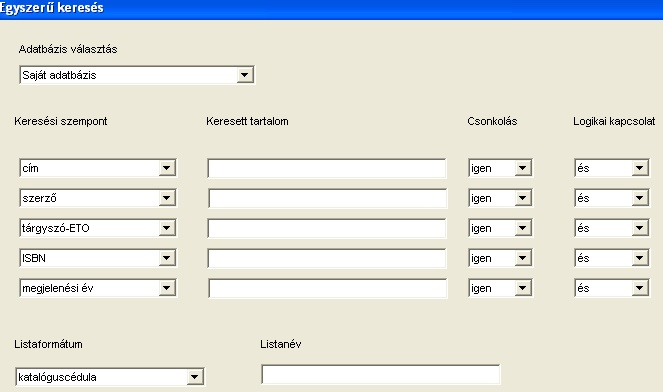 Egyszerű keresés
Adatbázis választás
Saját adatbázis
Keresési szempont Keresett tartalom Csonkolás Logikai kapcsolat
cím igen és
szerző igen és
tárgyszó-ETO igen és
ISBN igen és
megjelenési év igen és
Listaformátum Listanév
katalóguscédula